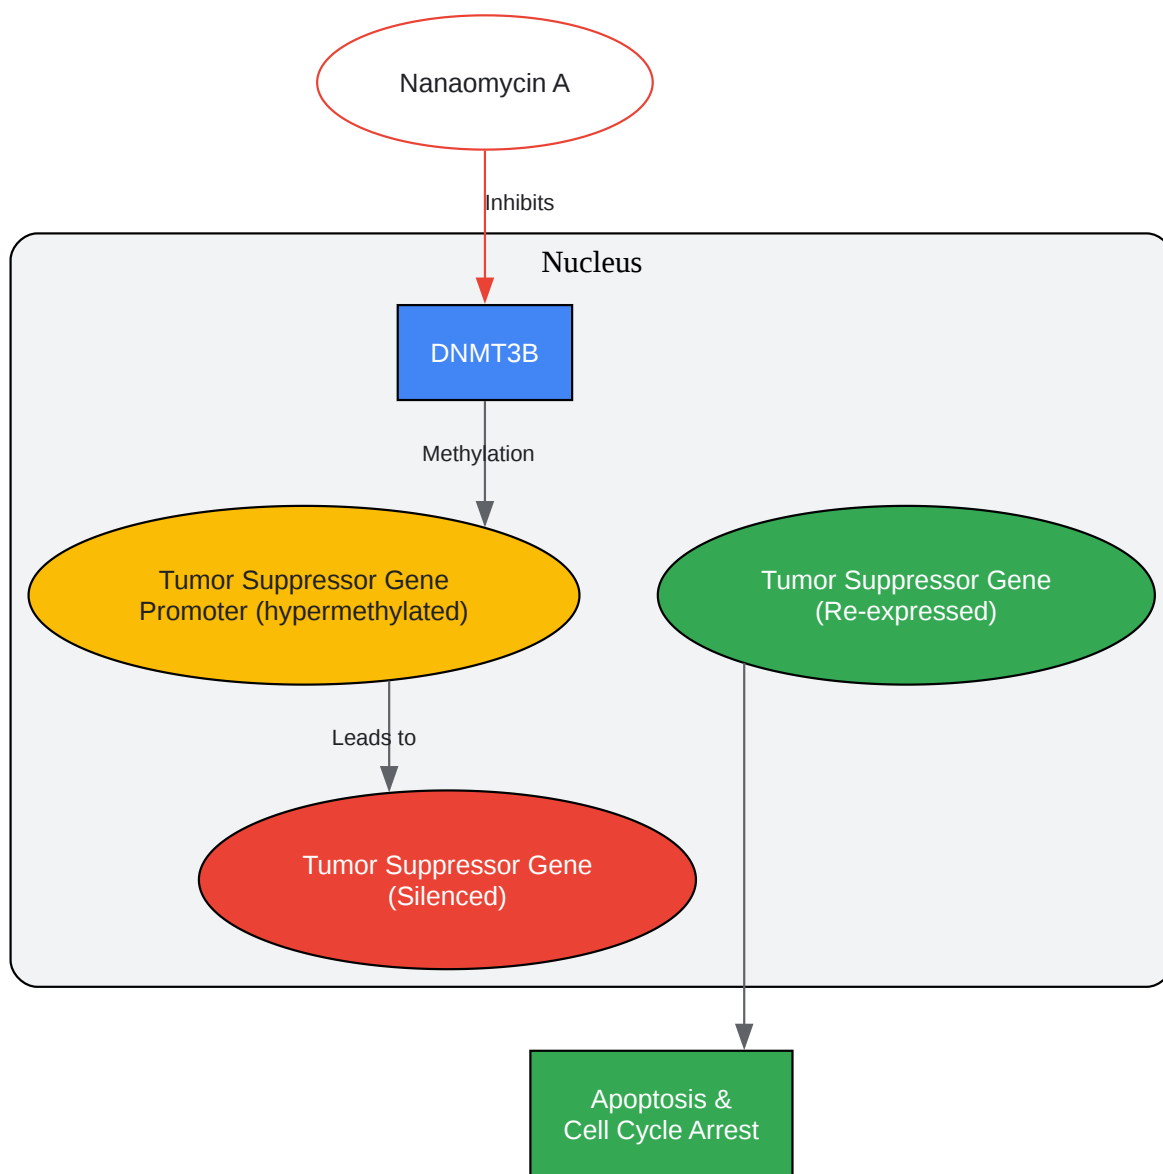 Nanaomycin A
Inhibits
Nucleus
DNMT3B
Methylation
Tumor Suppressor Gene
Promoter (hypermethylated)
Tumor Suppressor Gene
(Re-expressed)
Leads to
Tumor Suppressor Gene
(Silenced)
Apoptosis &
Cell Cycle Arrest